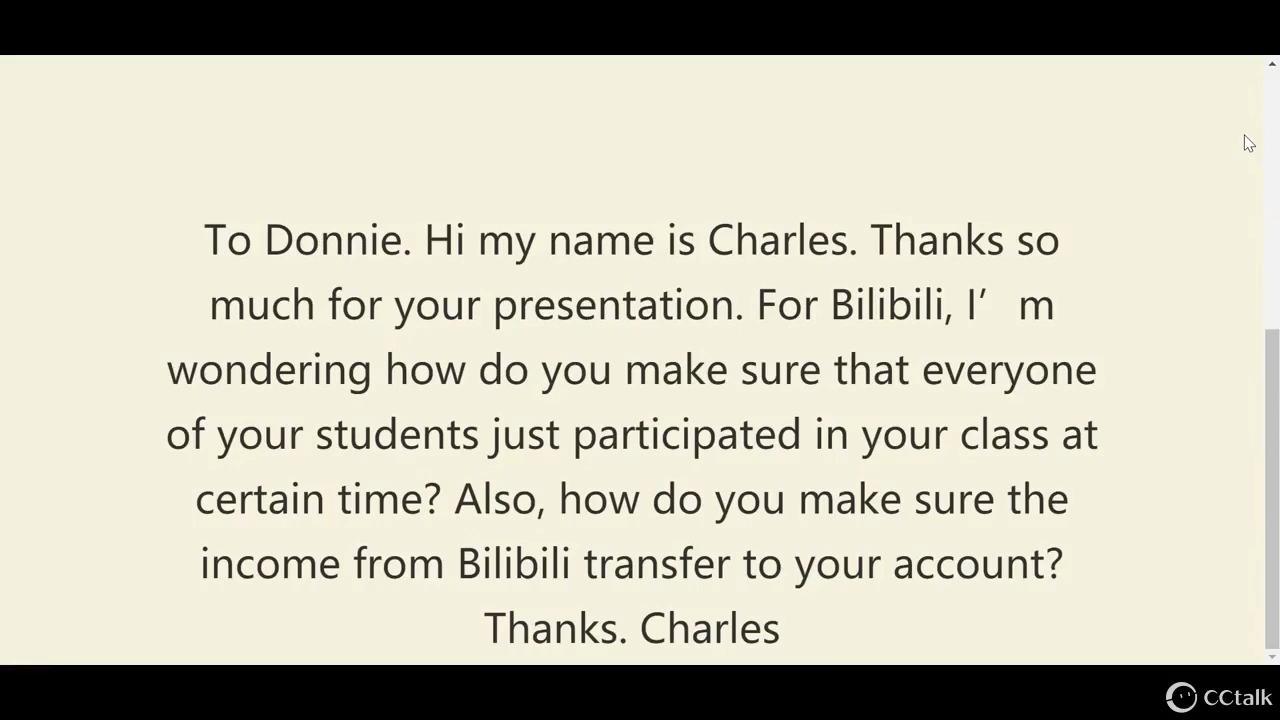 To Donnie. Hi my name is Charles. Thanks so
much for your presentation. For Bilibili, I’ m
wondering how do you make sure that everyone
of your students just participated in your class at
certain time? Also, how do you make sure the
income from Bilibili transfer to your account?
Thanks. Charles
CCtalk